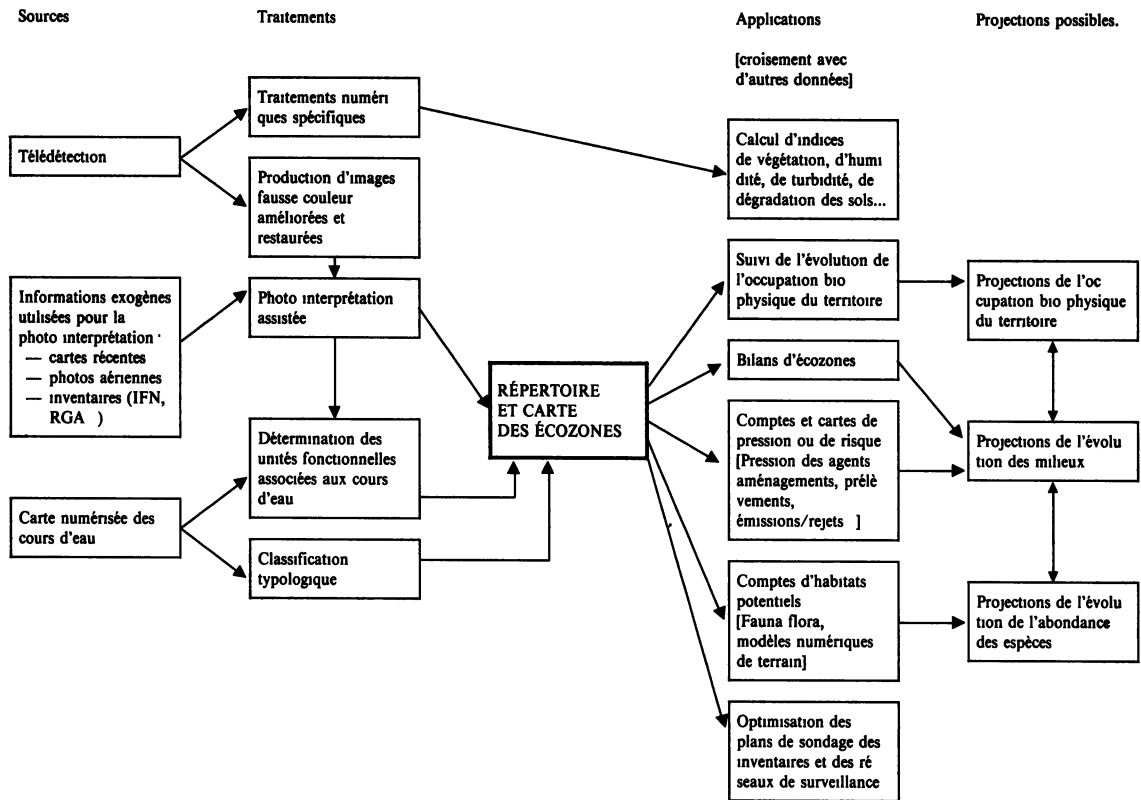 Sources
Traitements
Applications
[croisement avec
d'autres données]
Projections possibles.
Télédétection
Informations exogènes
utilisées pour la
photo interprétation
— cartes récentes
— photos aériennes
— inventaires (IFN,
RGA )
Carte numérisée des
cours d'eau
Traitements numéri
ques spécifiques
Production d'images
fausse couleur
améliorées et
restaurées
Photo interprétation
assistée
Détermination des
unités fonctionnelles
associées aux cours
d'eau
Classification
typologique
RÉPERTOIRE
ET CARTE
DES ÉCOZONES
Calcul d'indices
de végétation, d'humi
dité, de turbidité, de
dégradation des sols...
Suivi de l'évolution de
l'occupation bio
physique du territoire
Bilans d'écozones
Comptes et cartes de
pression ou de risque
[Pression des agents
aménagements, prélè
vements,
émissions/rejets ]
Comptes d'habitats
potentiels
[Fauna flora,
modèles numériques
de terrain]
Optimisation des
plans de sondage des
inventaires et des ré
seaux de surveillance
Projections de l'oc
cupation bio physique
du territoire
Projections de l'évolu
tion des milieux
Projections de l'évolu
tion de l'abondance
des espèces